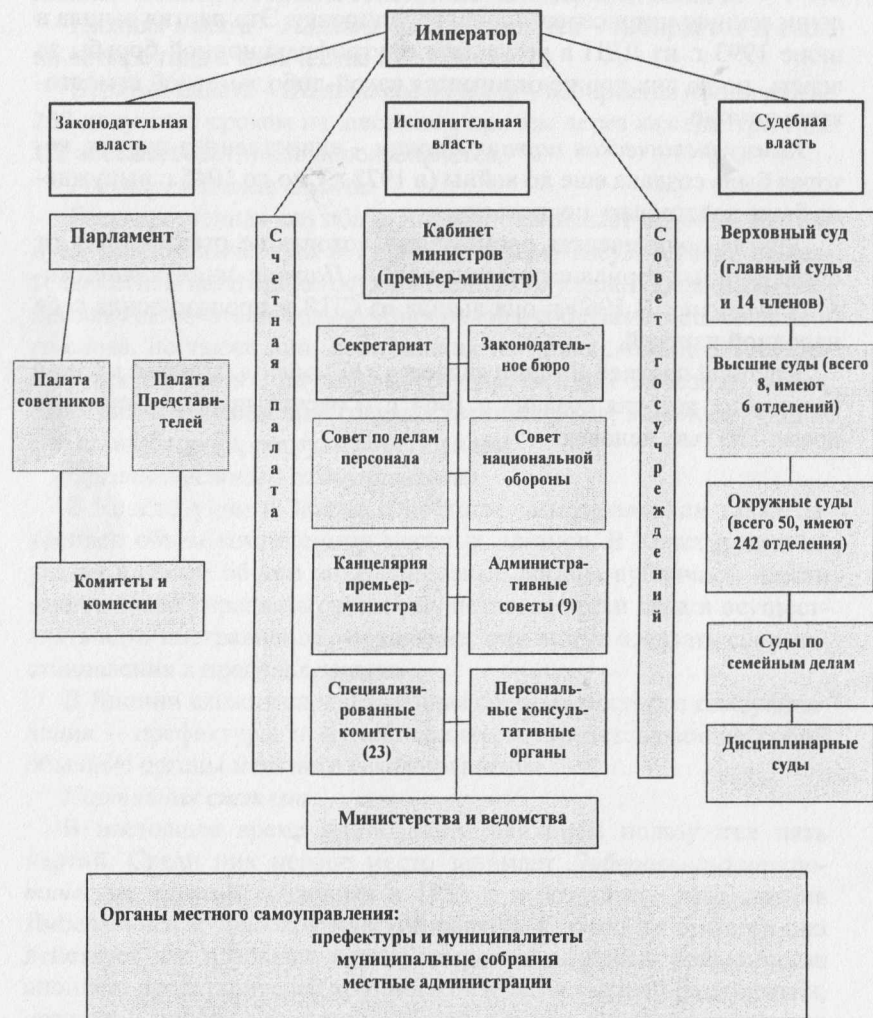 Император
Законодательная
власть
Исполнительная
власть
Судебная
власть
Парламент
Палата
советников
Палата
Представи-
телей
Комитеты и
комиссии
Счетная палата
Кабинет
министров
(премьер-министр)
Секретариат
Законодатель-
ное бюро
Совет по делам
персонала
Совет
национальной
обороны
Канцелярия
премьер-
министра
Администра-
тивные
советы (9)
Специализи-
рованные
комитеты
(23)
Персональ-
ные консуль-
тативные
органы
Министерства и ведомства
Совет по учреждений
Верховный суд
(главный судья
и 14 членов)
Высшие суды (всего
8, имеют
6 отделений)
Окружные суды
(всего 50, имеют
242 отделения)
Суды по
семейным делам
Дисциплинарные
суды
Органы местного самоуправления:
префектуры и муниципалитеты
муниципальные собрания
местные администрации